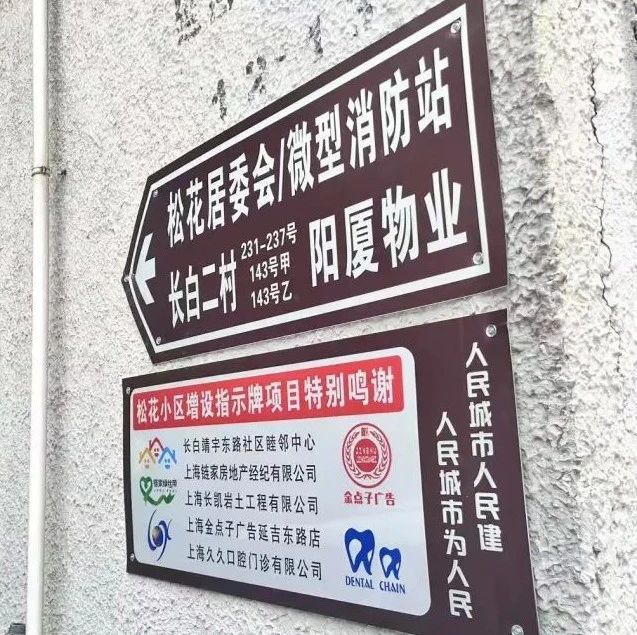 松花居委会/微型消防站
长白二村 231-237号 阳厦物业
143号甲
143号乙
松花小区增设指示牌项目特别鸣谢
长白靖宇东路社区睦邻中心
上海链家房地产经纪有限公司
上海长凯岩土工程有限公司
上海金点子广告延吉东路店
上海久久口腔门诊有限公司
金点子广告
DENTAL CHAIN
人民城市人民建
人民城市为人民